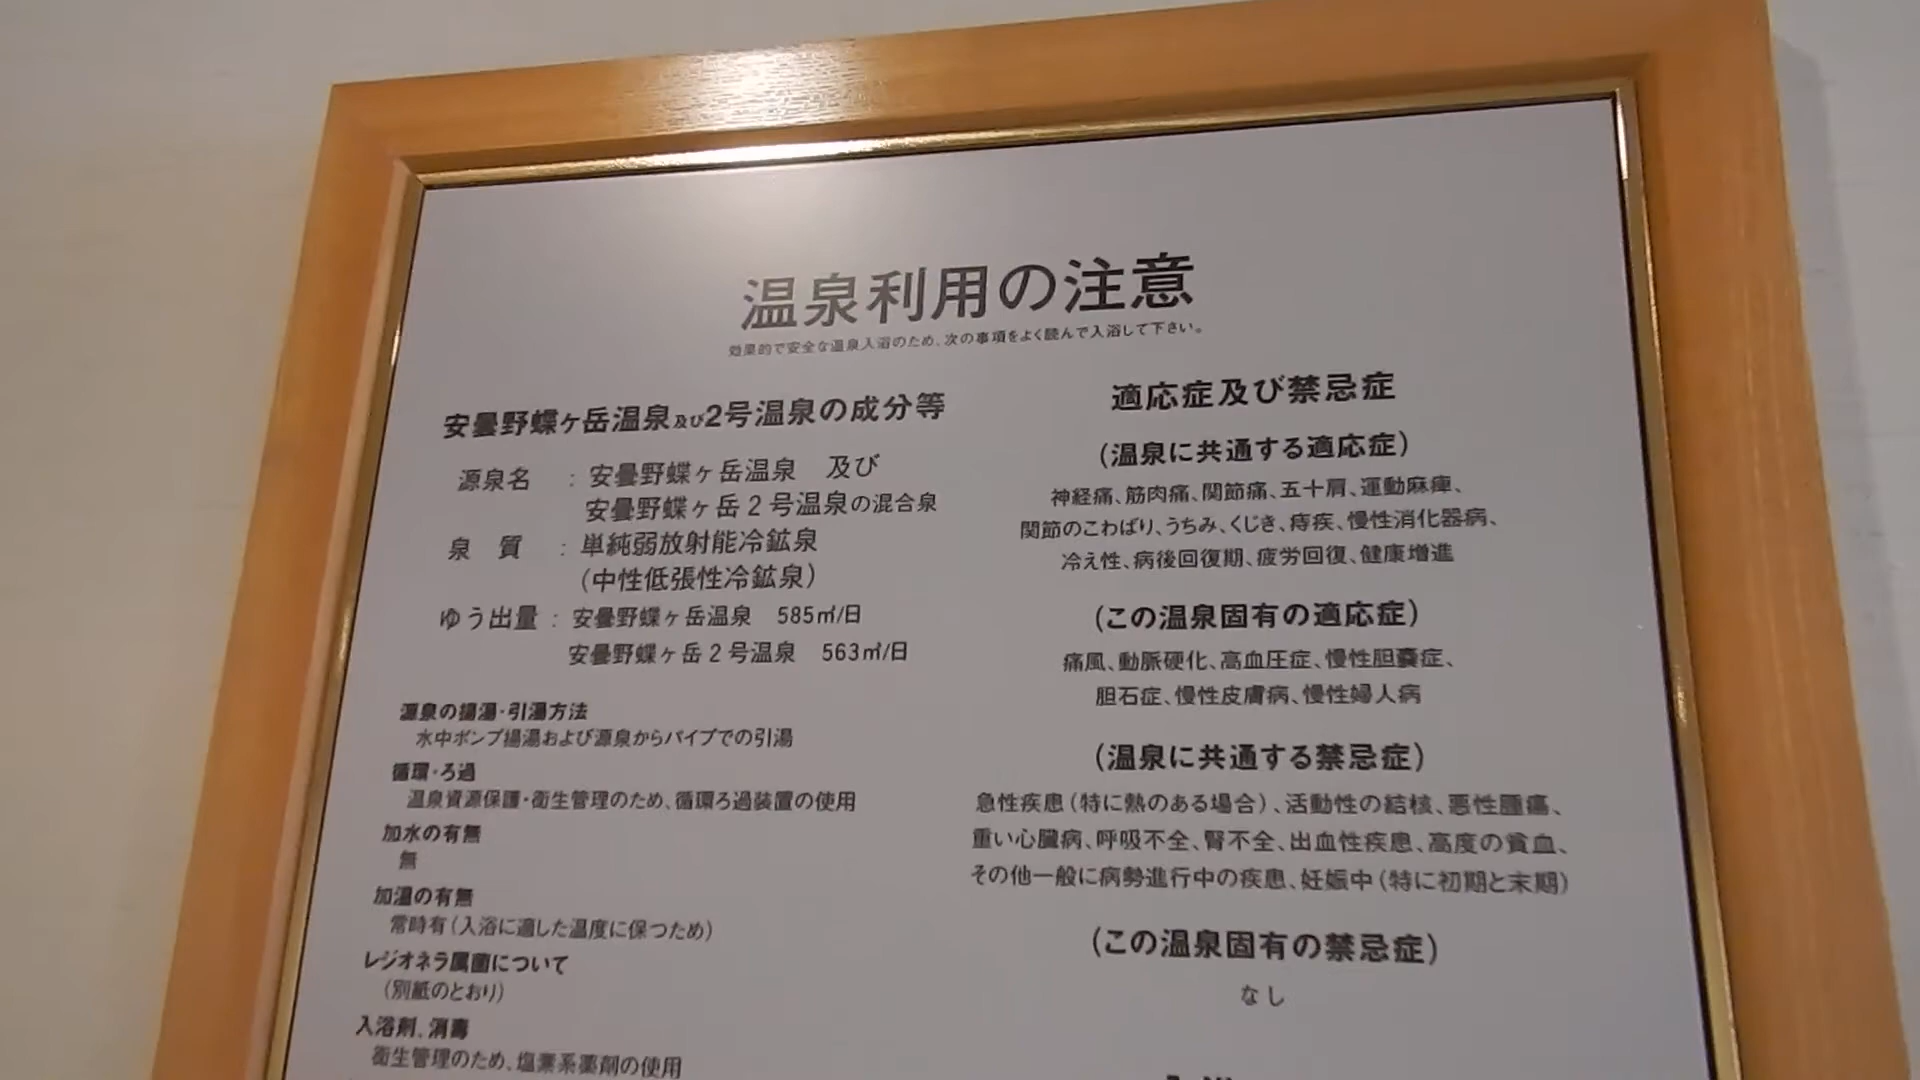 温泉利用の注意
効果的で安全な温泉入浴のため、次の事項をよく読んで入浴して下さい。
安曇野蝶ヶ岳温泉及び2号温泉の成分等
源泉名 : 安曇野蝶ヶ岳温泉 及び
安曇野蝶ヶ岳2号温泉の混合泉
泉 質 : 単純弱放射能冷鉱泉
(中性低張性冷鉱泉)
ゆう出量 : 安曇野蝶ヶ岳温泉 585㎥/日
安曇野蝶ヶ岳2号温泉 563㎥/日
源泉の揚湯・引湯方法
水中ポンプ揚湯および源泉からパイプでの引湯
循環・ろ過
温泉資源保護・衛生管理のため、循環ろ過装置の使用
加水の有無
無
加温の有無
常時有(入浴に適した温度に保つため)
レジオネラ属菌について
(別紙のとおり)
入浴剤、消毒
衛生管理のため、塩素系薬剤の使用
適応症及び禁忌症
(温泉に共通する適応症)
神経痛、筋肉痛、関節痛、五十肩、運動麻痺、
関節のこわばり、うちみ、くじき、痔疾、慢性消化器病、
冷え性、病後回復期、疲労回復、健康増進
(この温泉固有の適応症)
痛風、動脈硬化、高血圧症、慢性胆嚢症、
胆石症、慢性皮膚病、慢性婦人病
(温泉に共通する禁忌症)
急性疾患(特に熱のある場合)、活動性の結核、悪性腫瘍、
重い心臓病、呼吸不全、腎不全、出血性疾患、高度の貧血、
その他一般に病勢進行中の疾患、妊娠中(特に初期と末期)
(この温泉固有の禁忌症)
なし